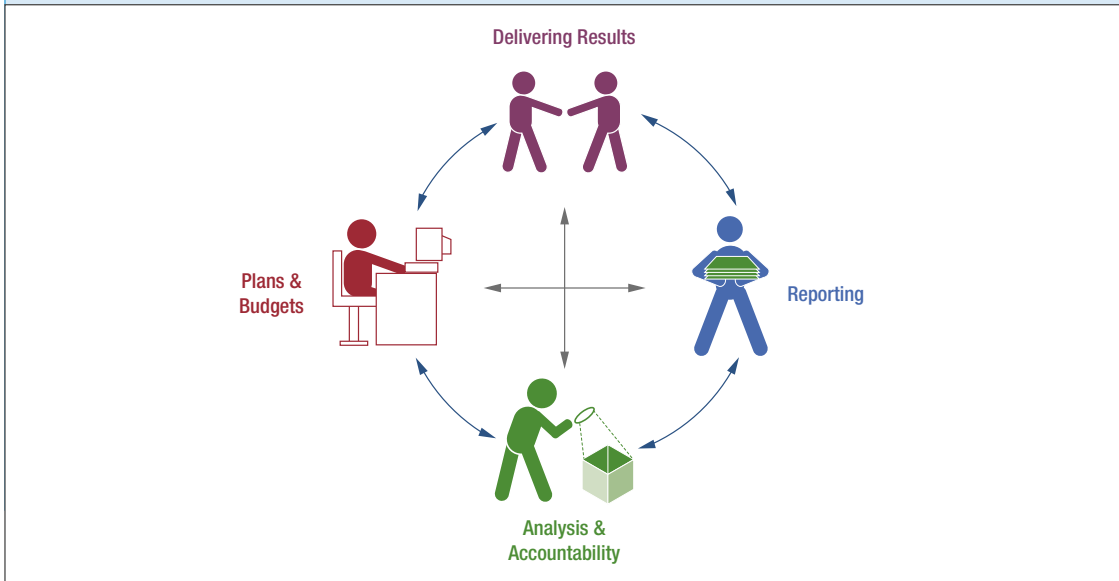 Delivering Results
Plans &
Budgets
Reporting
Analysis &
Accountability